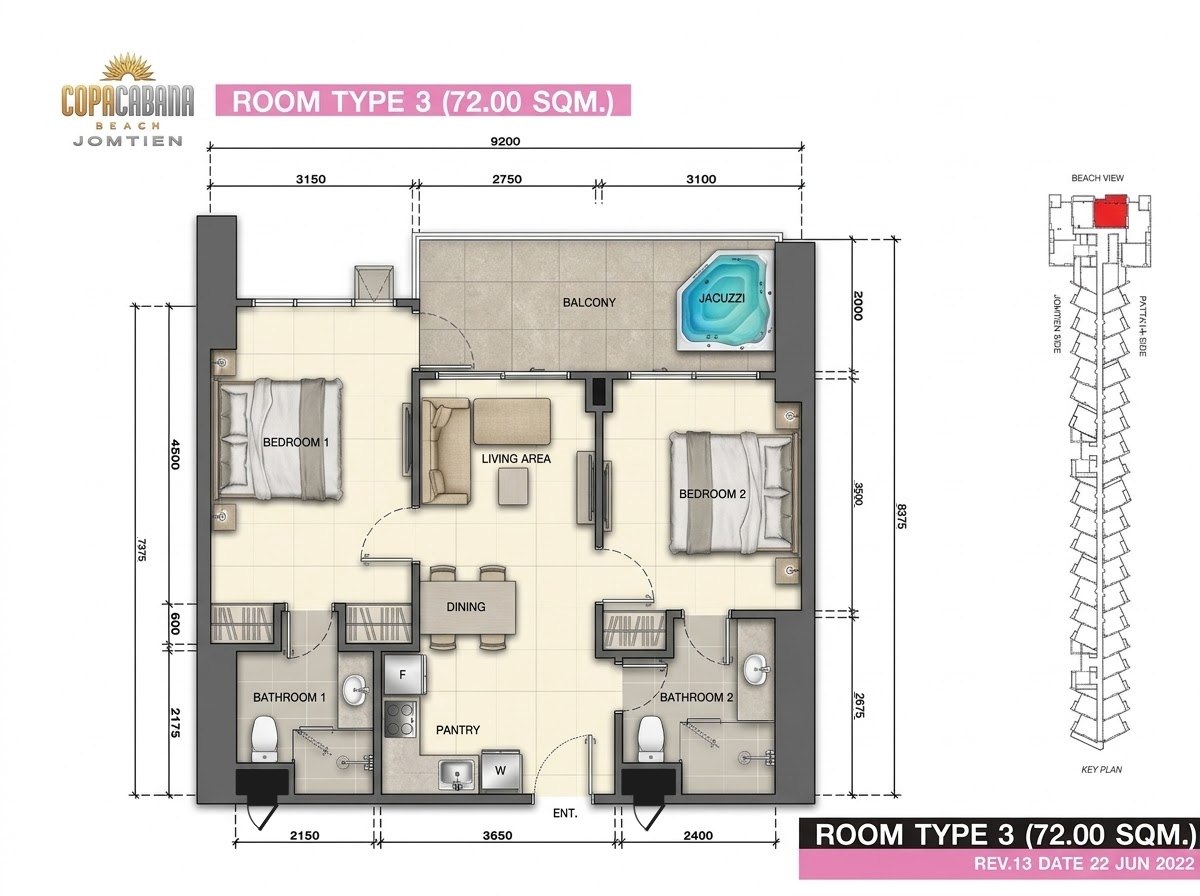 COPACABANA
BEACH
JOMTIEN
ROOM TYPE 3 (72.00 SQM.)
9200
3150
2750
3100
BEACH VIEW
JOMTIEN SIDE
BALCONY
JACUZZI
2000
BEDROOM 1
LIVING AREA
BEDROOM 2
4500
3500
7375
8375
DINING
600
F
BATHROOM 1
BATHROOM 2
2175
2675
PANTRY
W
ENT.
KEY PLAN
2150
3650
2400
ROOM TYPE 3 (72.00 SQM.)
REV.13 DATE 22 JUN 2022